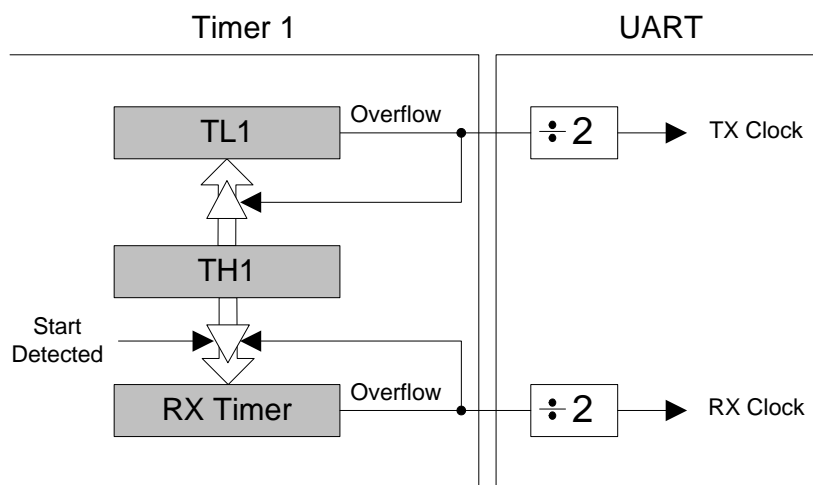 Timer 1
UART
TL1
Overflow
÷ 2
TX Clock
TH1
Start
Detected
RX Timer
Overflow
÷ 2
RX Clock